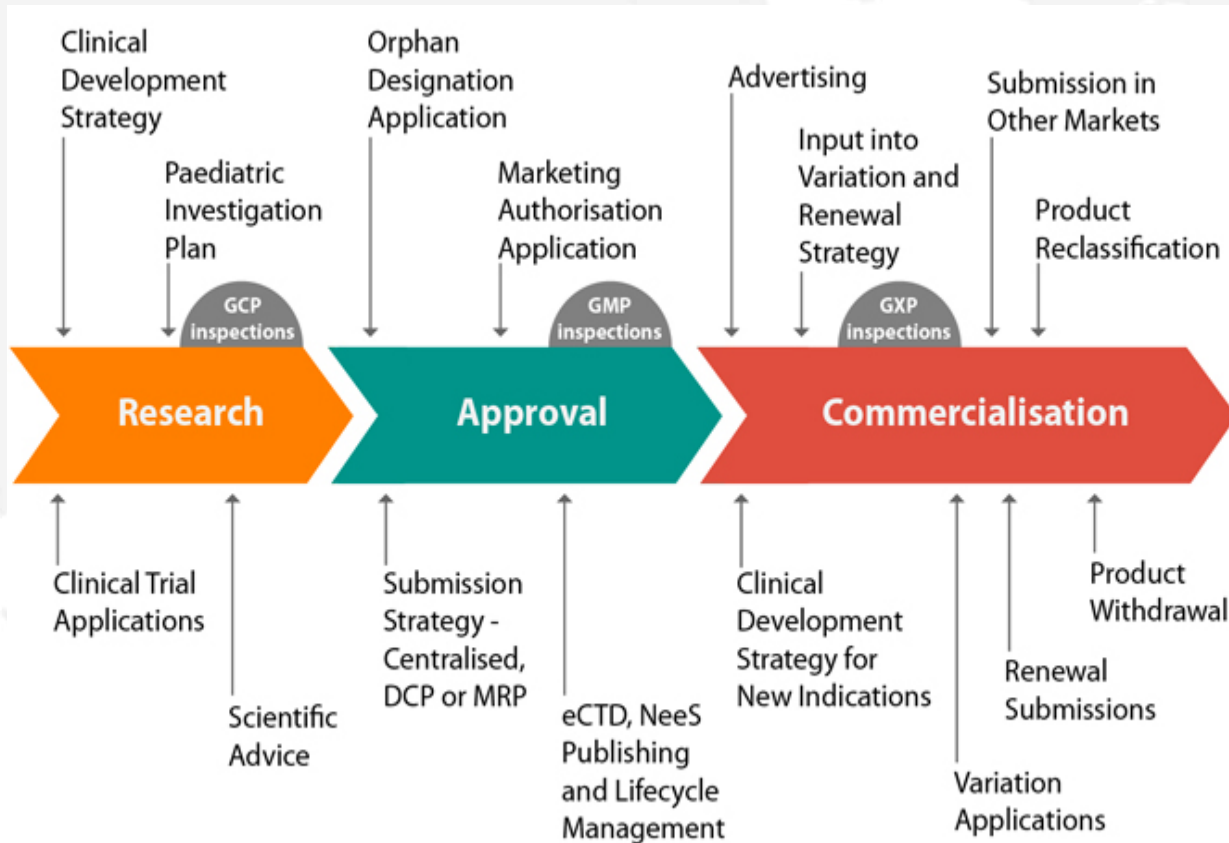 Clinical
Development
Strategy
Paediatric
Investigation
Plan
GCP
inspections
Orphan
Designation
Application
Marketing
Authorisation
Application
GMP
inspections
Advertising
Input into
Variation and
Renewal
Strategy
GXP
inspections
Submission in
Other Markets
Product
Reclassification
Research
Approval
Commercialisation
Clinical Trial
Applications
Scientific
Advice
Submission
Strategy -
Centralised,
DCP or MRP
eCTD, NeeS
Publishing
and Lifecycle
Management
Clinical
Development
Strategy for
New Indications
Variation
Applications
Renewal
Submissions
Product
Withdrawal